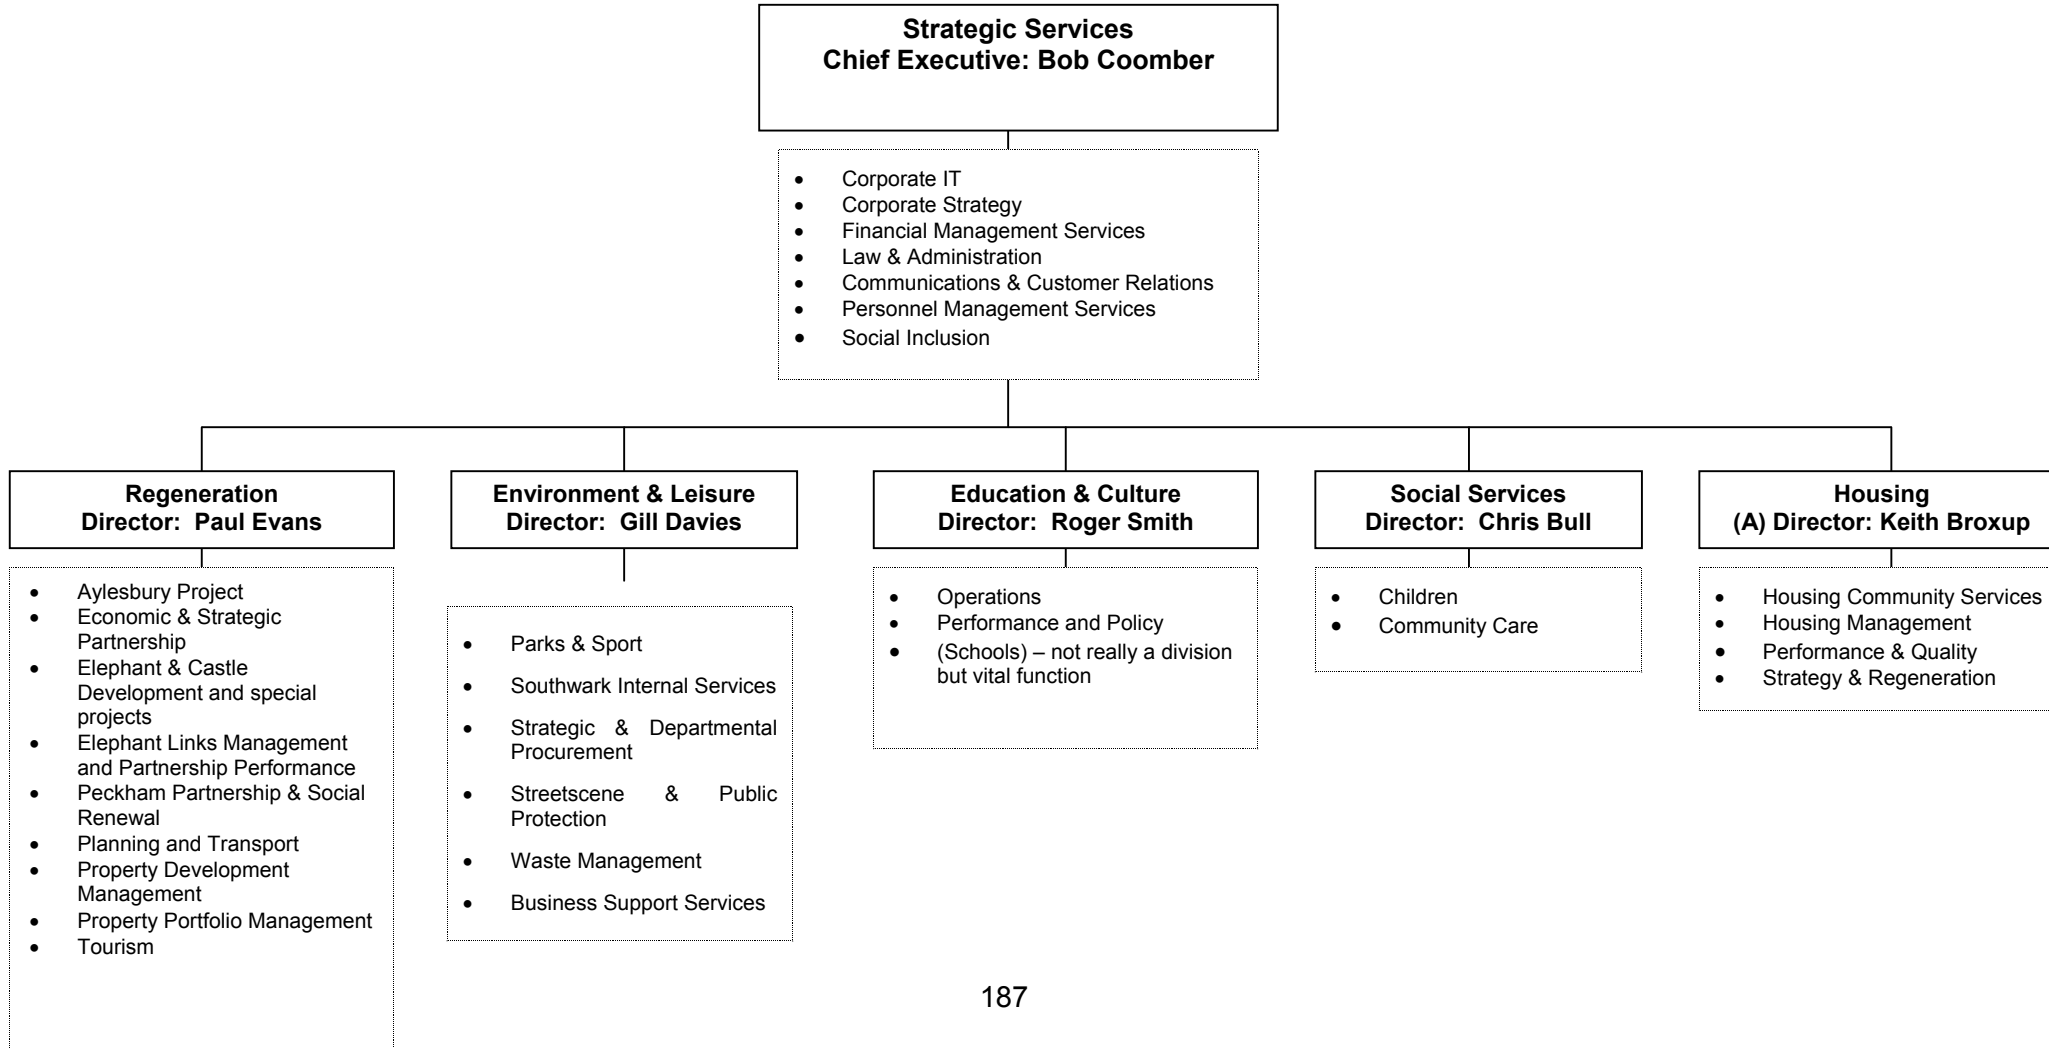 Strategic Services
Chief Executive: Bob Coomber
• Corporate IT
• Corporate Strategy
• Financial Management Services
• Law & Administration
• Communications & Customer Relations
• Personnel Management Services
• Social Inclusion
Regeneration
Director: Paul Evans
• Aylesbury Project
• Economic & Strategic
Partnership
• Elephant & Castle
Development and special
projects
• Elephant Links Management
and Partnership Performance
• Peckham Partnership & Social
Renewal
• Planning and Transport
• Property Development
Management
• Property Portfolio Management
• Tourism
Environment & Leisure
Director: Gill Davies
• Parks & Sport
• Southwark Internal Services
• Strategic & Departmental
Procurement
• Streetscene & Public
Protection
• Waste Management
• Business Support Services
Education & Culture
Director: Roger Smith
• Operations
• Performance and Policy
• (Schools) – not really a division
but vital function
Social Services
Director: Chris Bull
• Children
• Community Care
Housing
(A) Director: Keith Broxup
• Housing Community Services
• Housing Management
• Performance & Quality
• Strategy & Regeneration
187